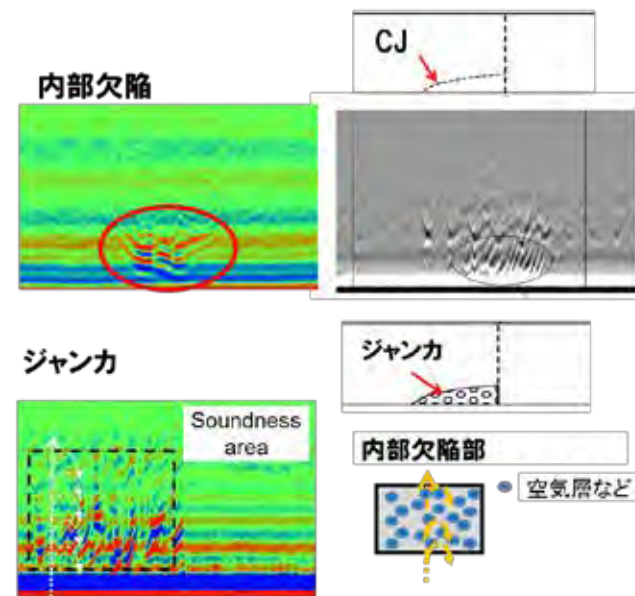 CJ
内部欠陥
ジャンカ
Soundness
area
ジャンカ
内部欠陥部
空気層など